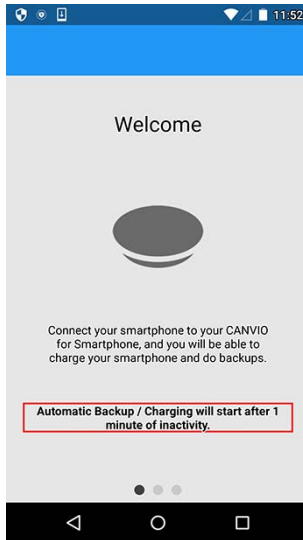 11:52
Welcome
Connect your smartphone to your CANVIO
for Smartphone, and you will be able to
charge your smartphone and do backups.
Automatic Backup / Charging will start after 1
minute of inactivity.